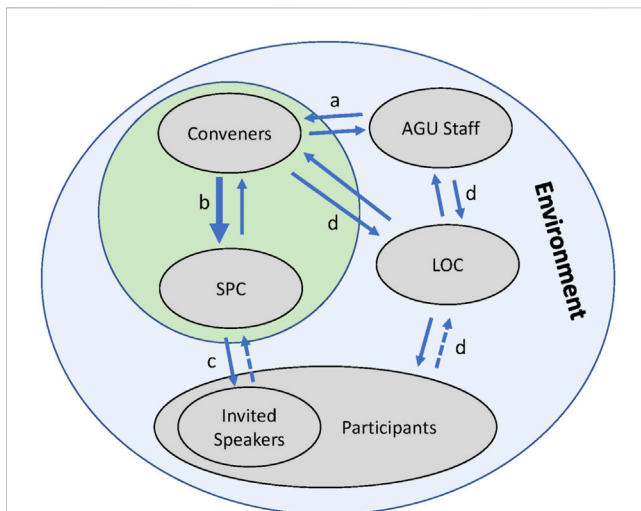 a
Conveners
AGU Staff
b
d
d
Environment
SPC
LOC
c
d
Invited
Speakers
Participants